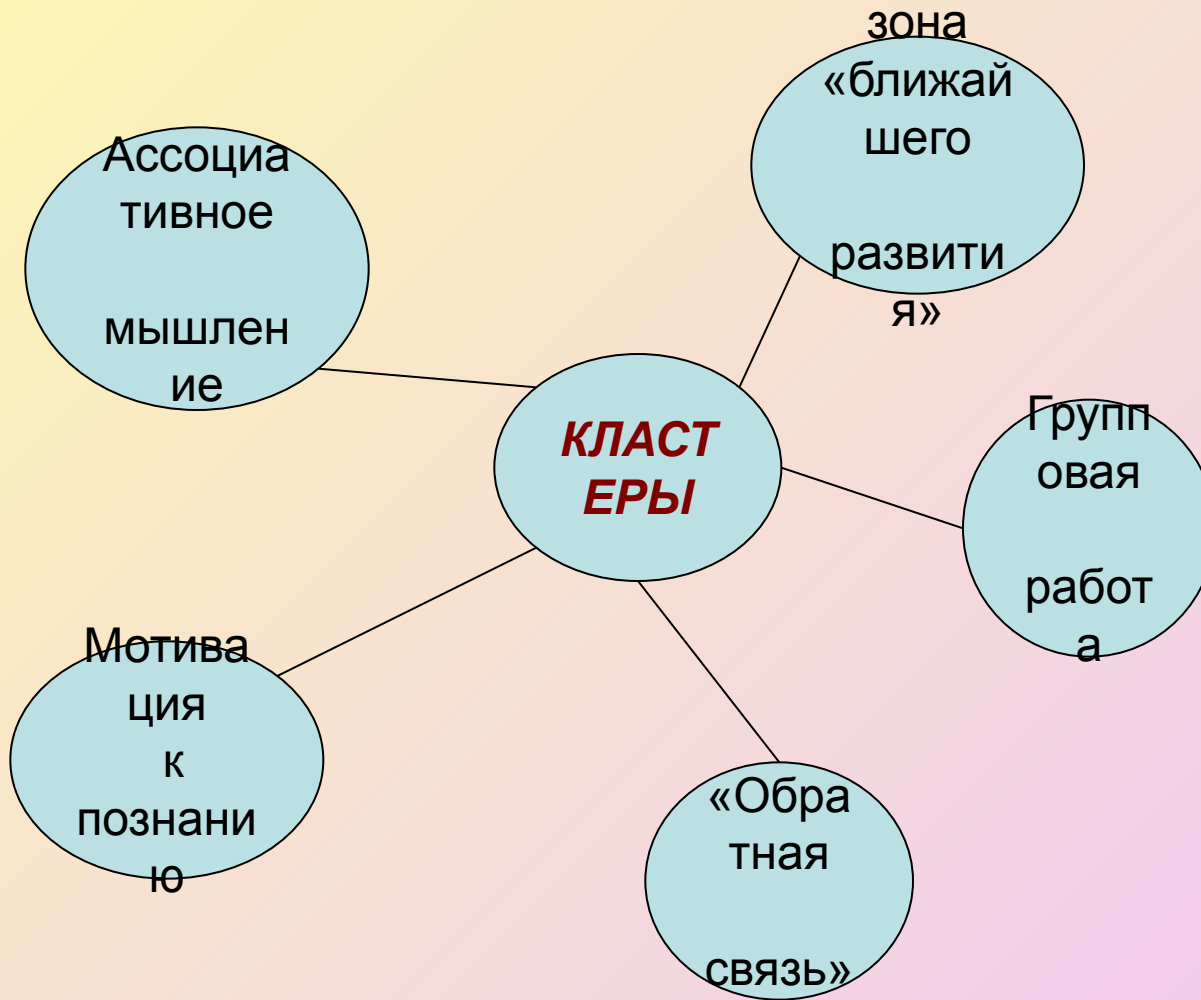 зона
«ближай
шего
развити
я»
Ассоциа
тивное
мышлен
ие
КЛАСТ
ЕРЫ
Групп
овая
работ
а
Мотива
ция
к
познани
ю
«Обра
тная
связь»